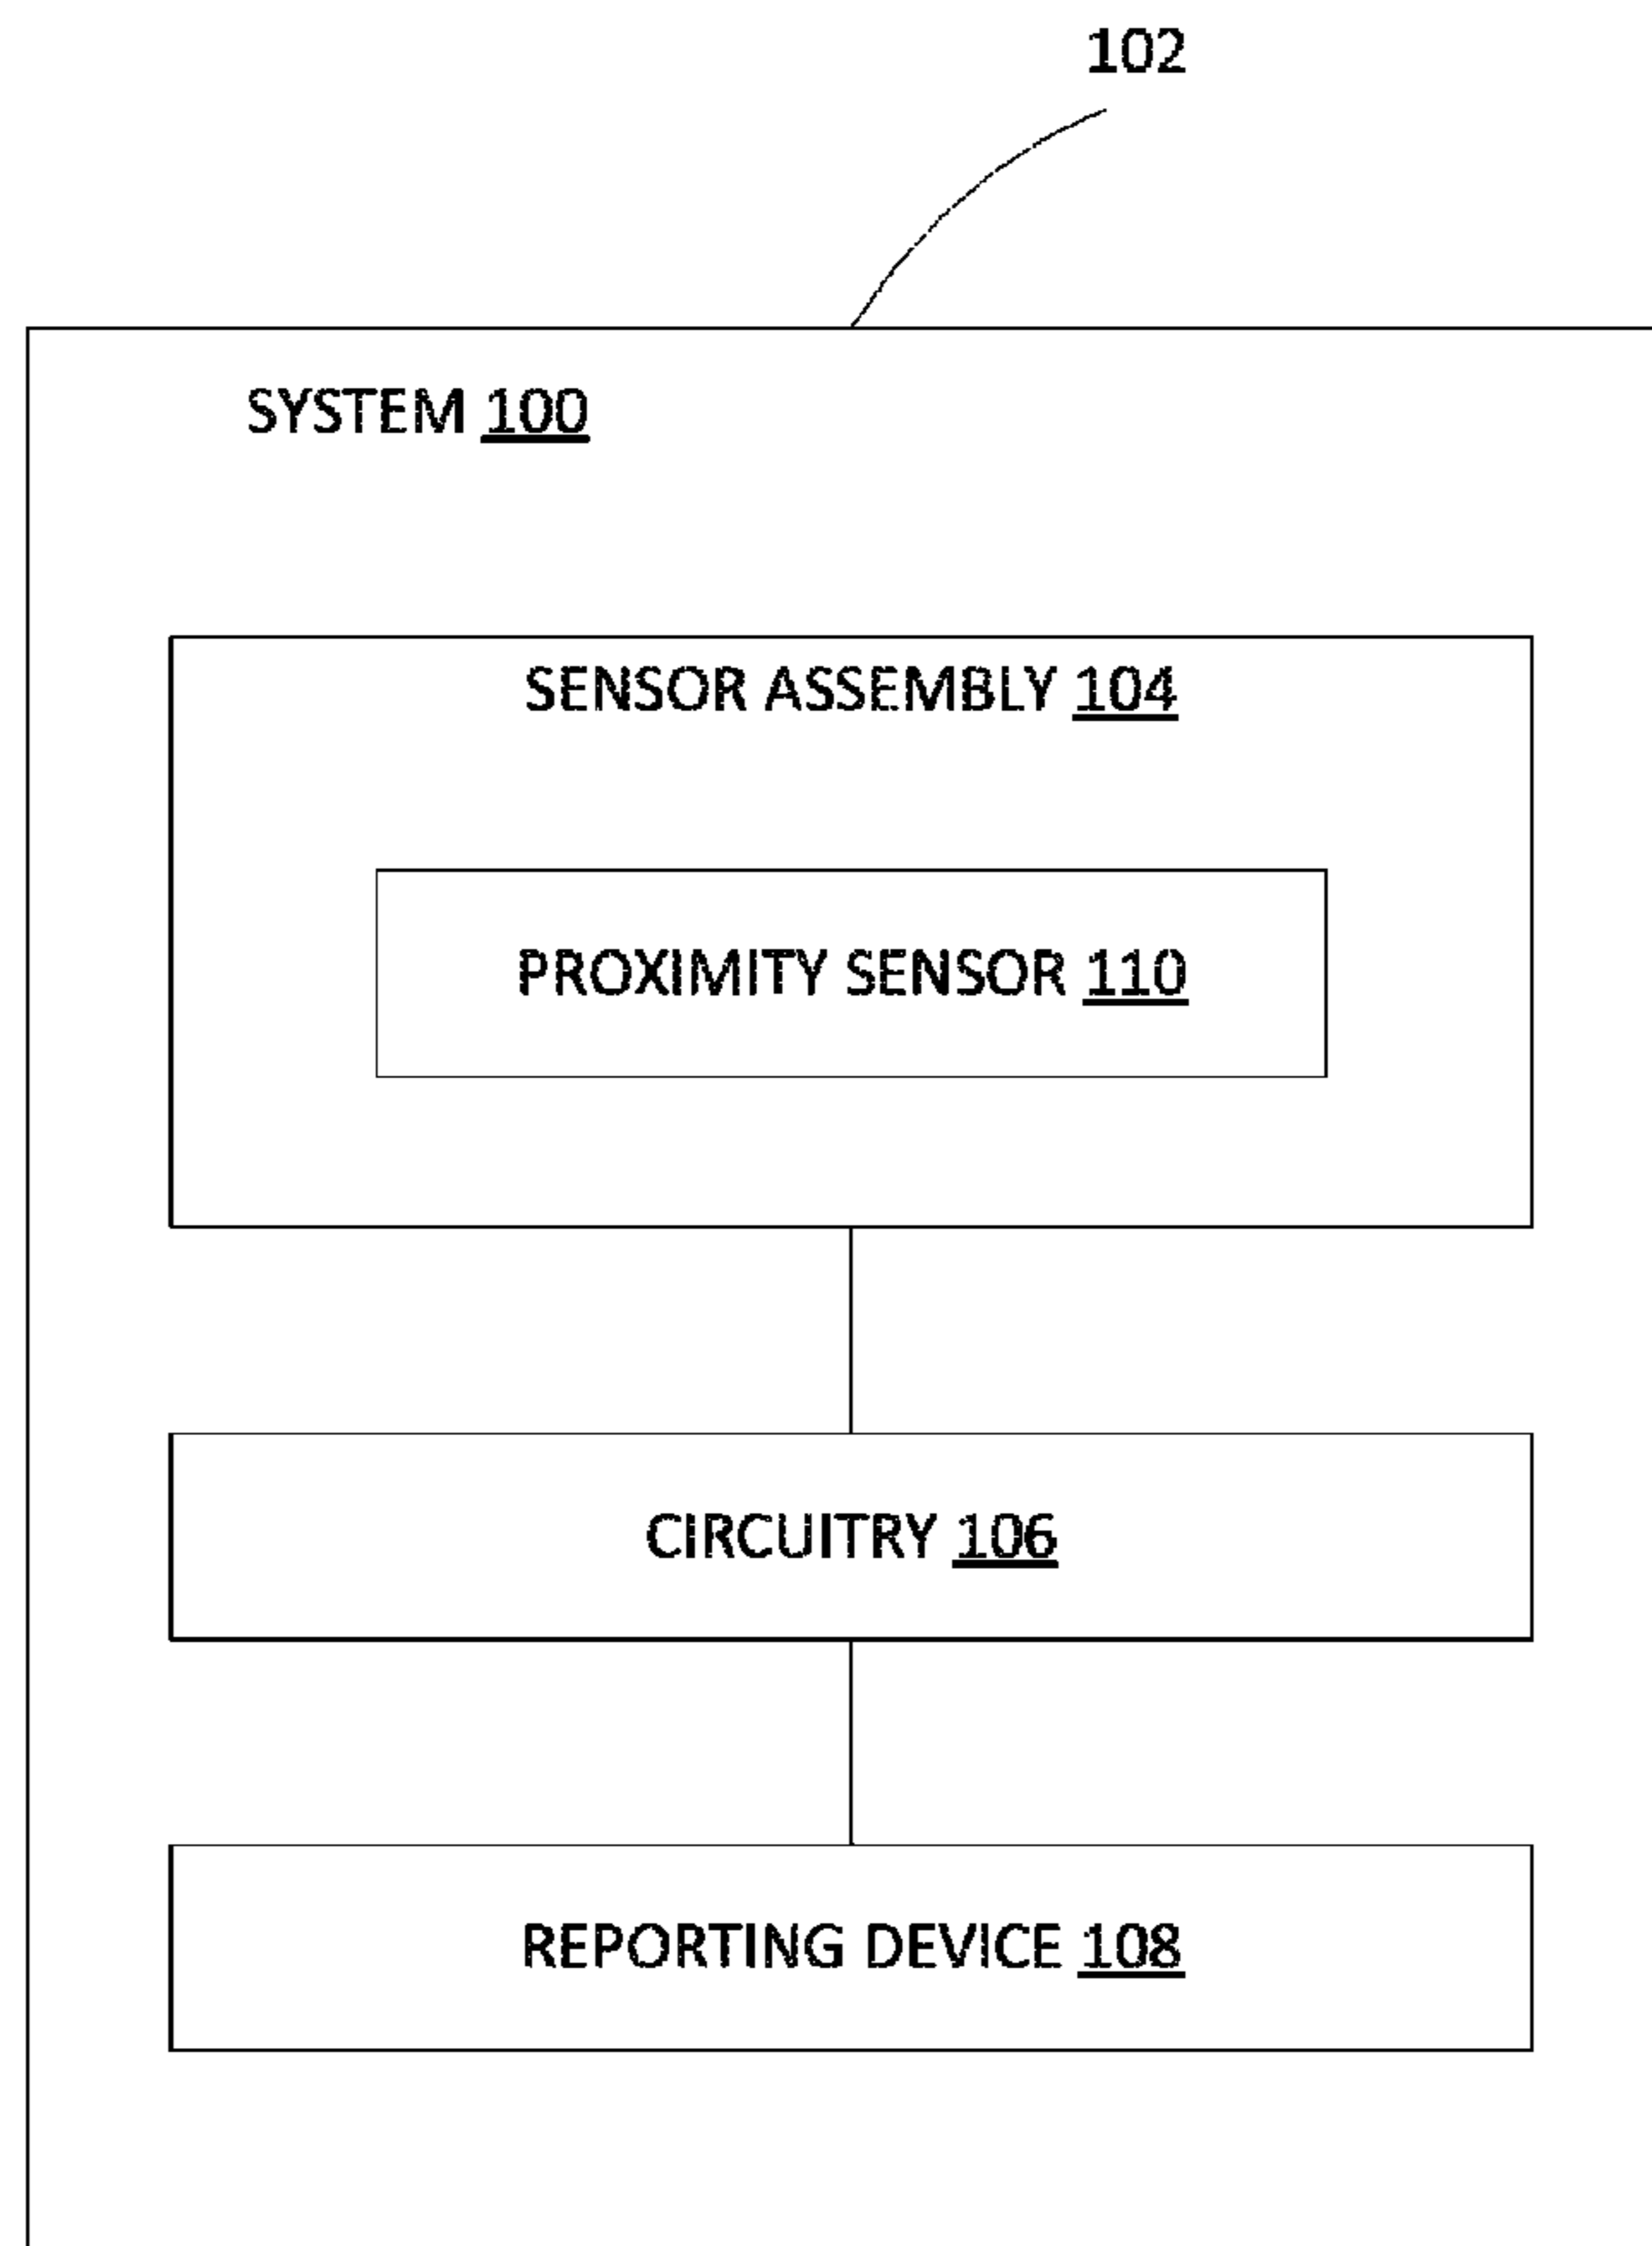 102
SYSTEM 100
SENSOR ASSEMBLY 104
PROXIMITY SENSOR 110
CIRCUITRY 106
REPORTING DEVICE 108